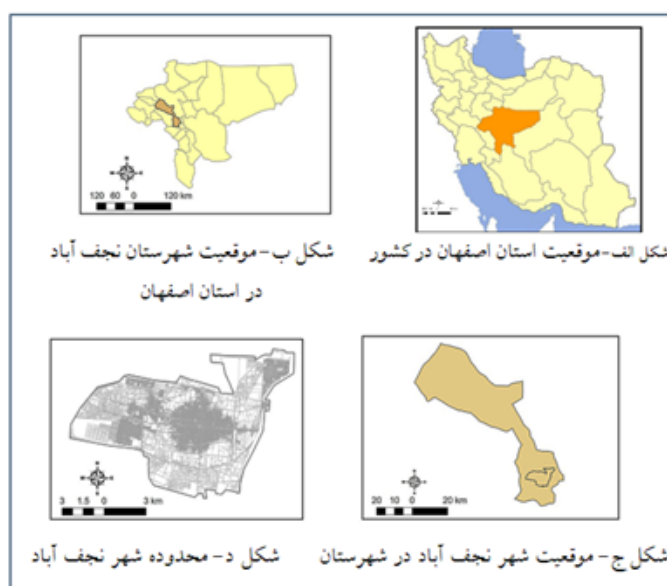 شکل الف-موقعیت استان اصفهان در کشور
120 60 0 120 km
شکل ب-موقعیت شهرستان نجف آباد
در استان اصفهان
20 10 0 20 km
شکل ج- موقعیت شهر نجف آباد در شهرستان
3 1.5 0 3 km
شکل د- محدوده شهر نجف آباد